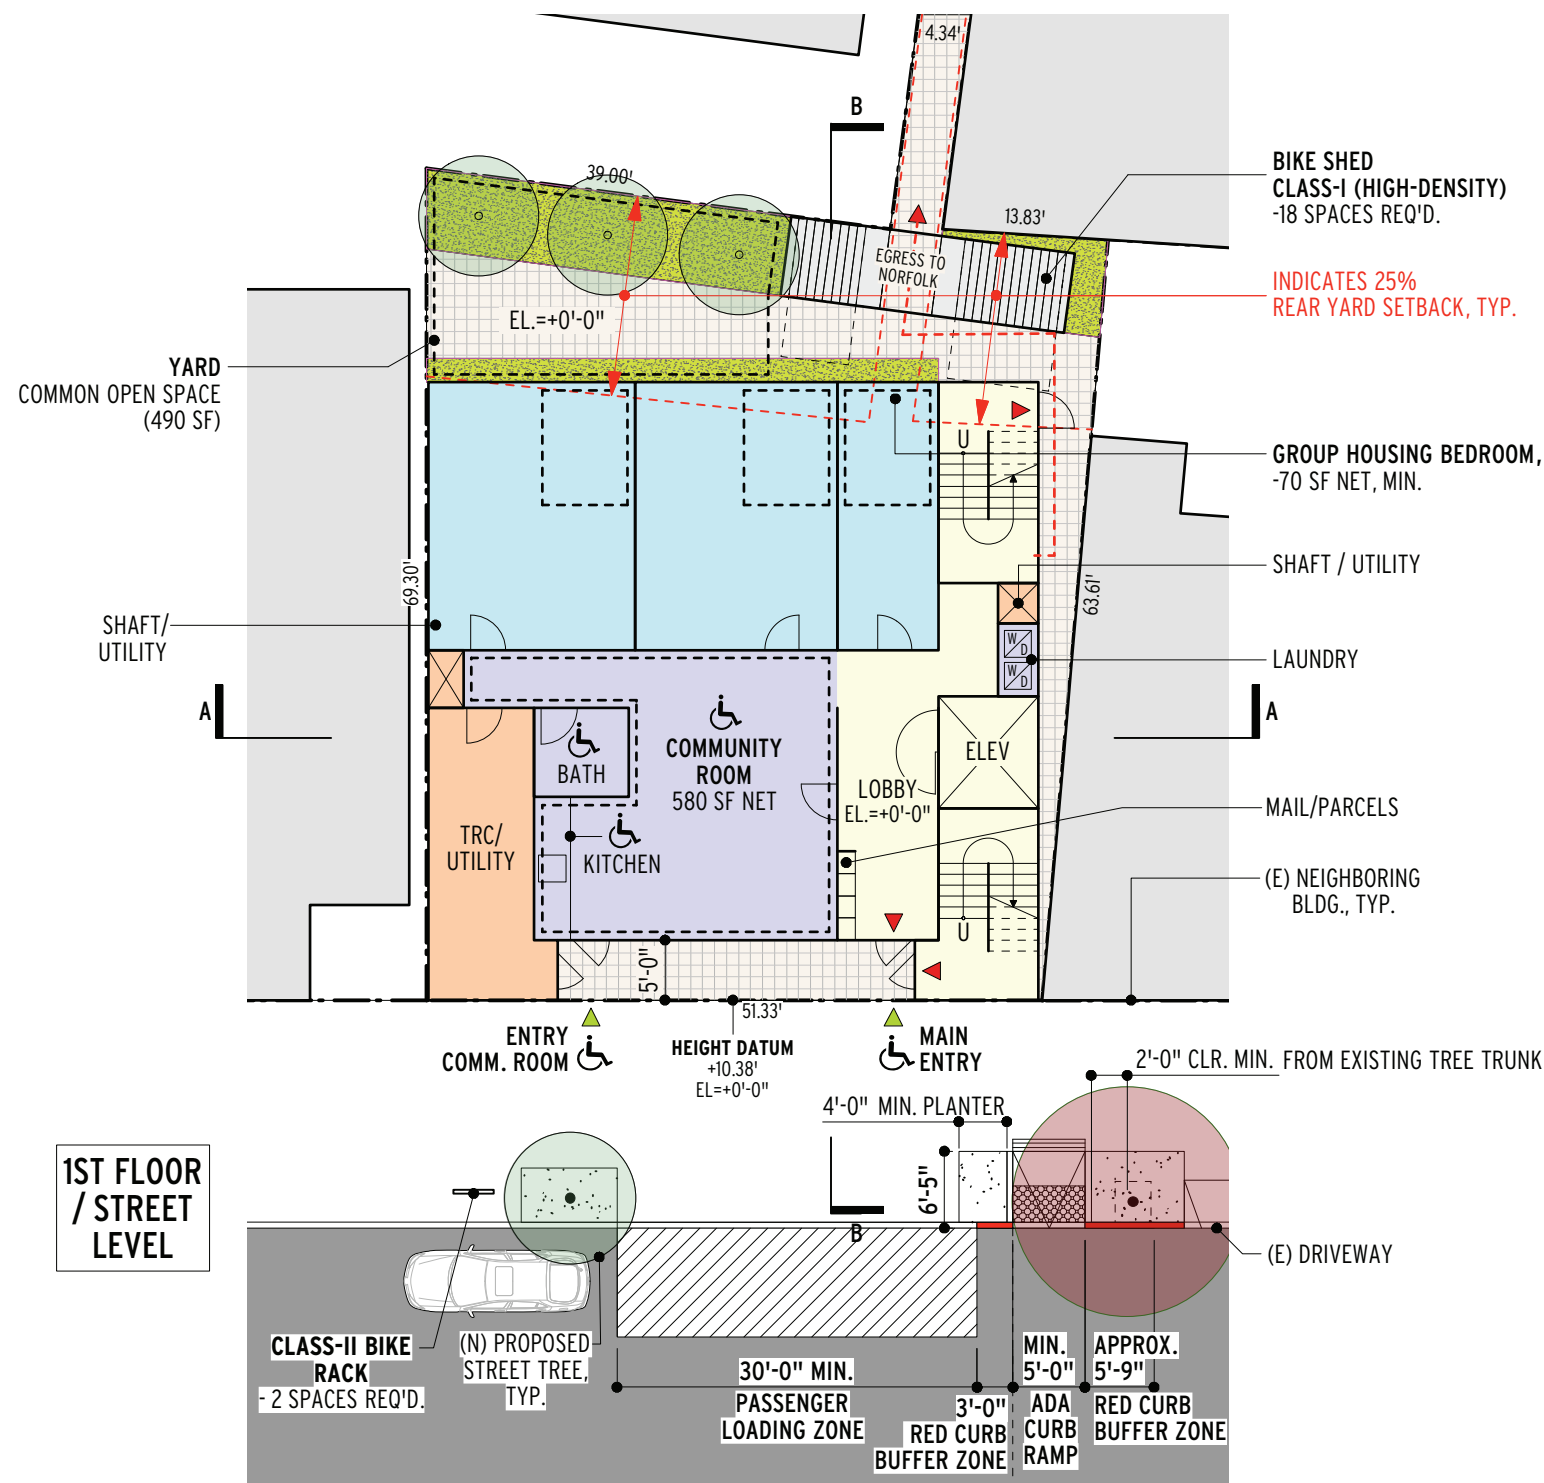 4.34'
B
39.00'
13.83'
BIKE SHED
CLASS-I (HIGH-DENSITY)
-18 SPACES REQ'D.
EGRESS TO
NORFOLK
INDICATES 25%
REAR YARD SETBACK, TYP.
EL.=+0'-0"
YARD
COMMON OPEN SPACE
(490 SF)
U
GROUP HOUSING BEDROOM,
-70 SF NET, MIN.
69.30'
SHAFT / UTILITY
63.61'
SHAFT/
UTILITY
W
D
W
D
LAUNDRY
A
A
COMMUNITY
ROOM
580 SF NET
BATH
ELEV
LOBBY
EL.=+0'-0"
MAIL/PARCELS
TRC/
UTILITY
KITCHEN
(E) NEIGHBORING
BLDG., TYP.
U
5'-0"
51.33'
ENTRY
COMM. ROOM
HEIGHT DATUM
+10.38'
EL=+0'-0"
MAIN
ENTRY
2'-0" CLR. MIN. FROM EXISTING TREE TRUNK
4'-0" MIN. PLANTER
1ST FLOOR
/ STREET
LEVEL
6'-5"
B
(E) DRIVEWAY
CLASS-II BIKE
RACK
- 2 SPACES REQ'D.
(N) PROPOSED
STREET TREE,
TYP.
30'-0" MIN.
PASSENGER
LOADING ZONE
3'-0"
RED CURB
BUFFER ZONE
MIN.
5'-0"
ADA
CURB
RAMP
APPROX.
5'-9"
RED CURB
BUFFER ZONE